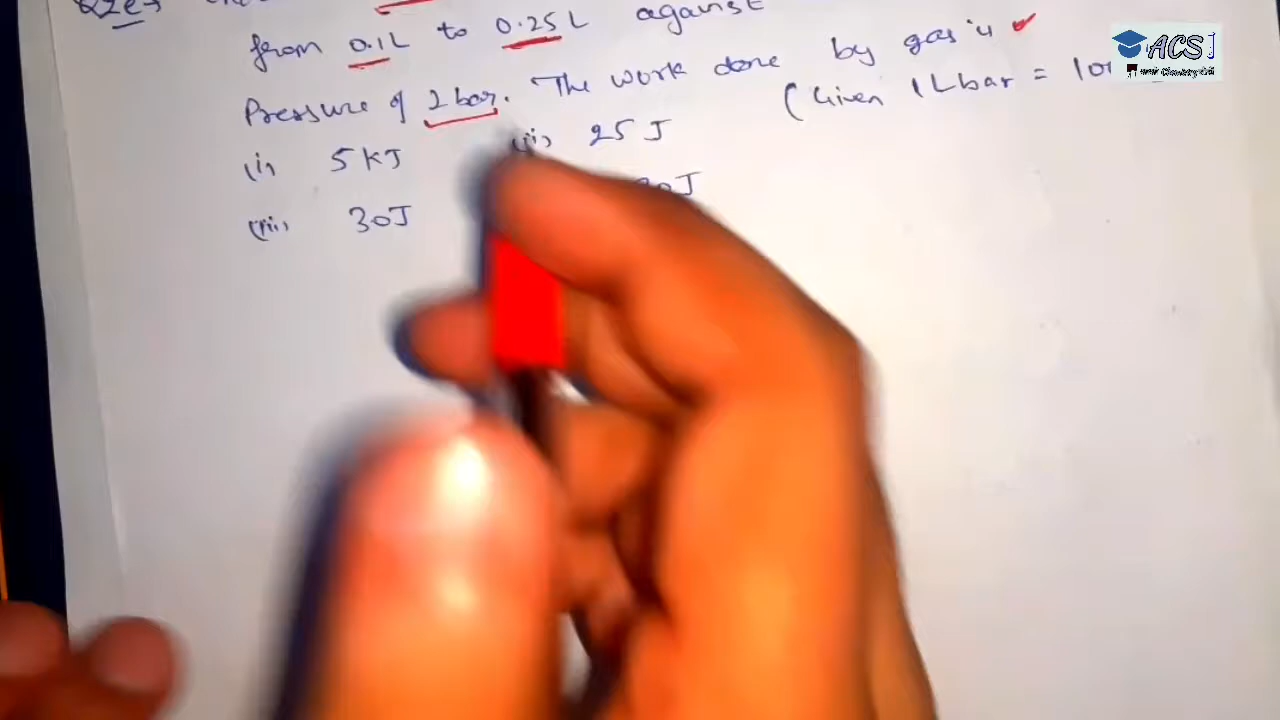 from 0.1L to 0.25L against
Pressure of 2 bar. The work done by gas is
(Given 1Lbar = 10
(i) 5 KJ (ii) 25 J
(iii) 30J
ACS